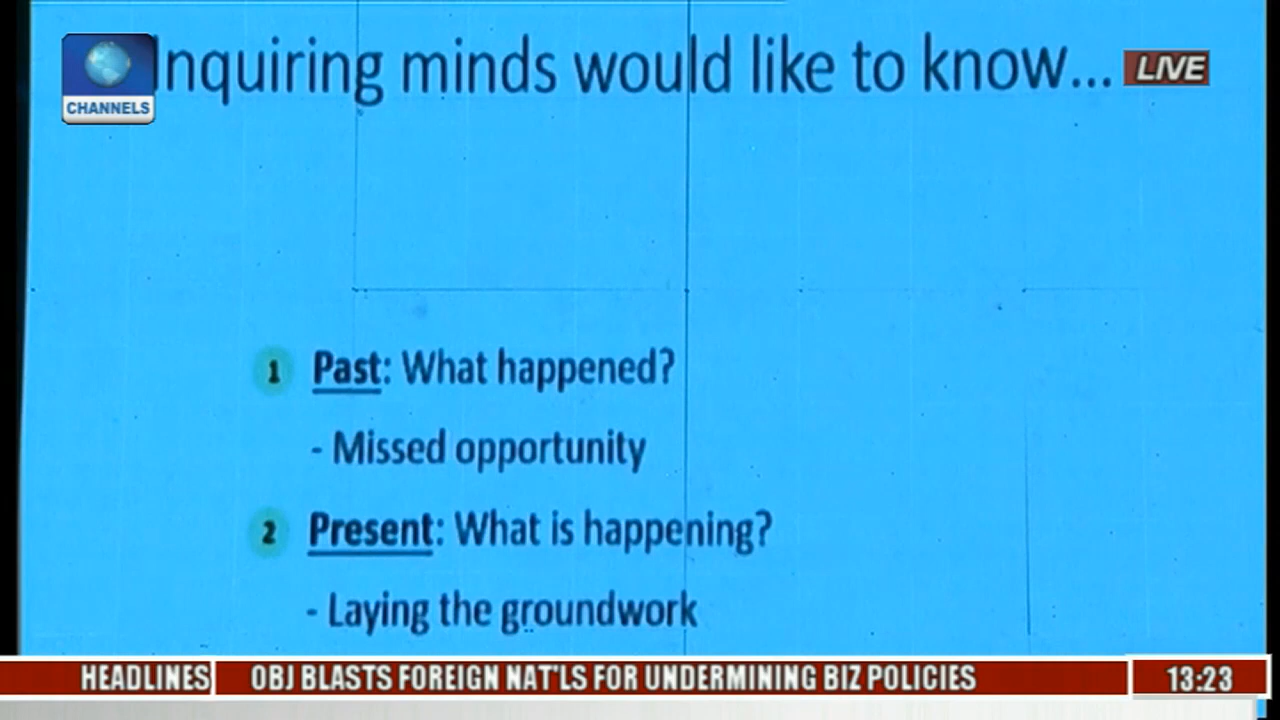 Inquiring minds would like to know...
LIVE
CHANNELS
1 Past: What happened?
- Missed opportunity
2 Present: What is happening?
- Laying the groundwork
HEADLINES OBJ BLASTS FOREIGN NAT'LS FOR UNDERMINING BIZ POLICIES 13:23